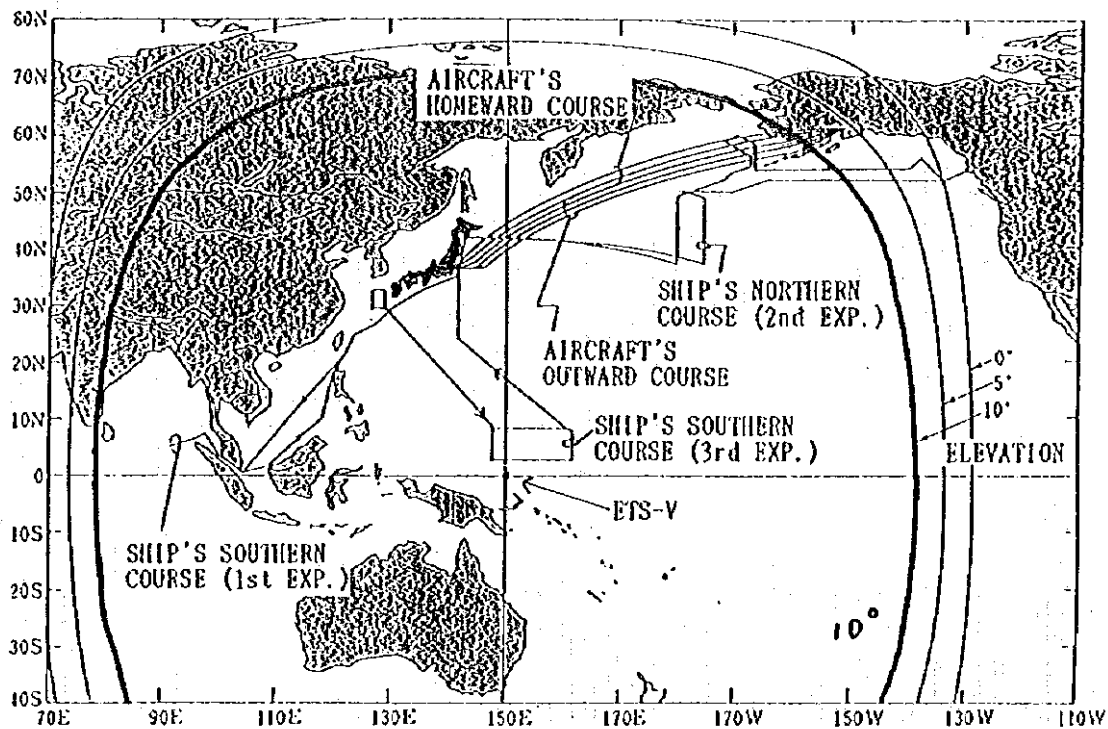 80N
70N
60N
50N
40N
30N
20N
10N
0
10S
20S
30S
40S
AIRCRAFT'S
HOMEWARD COURSE
SHIP'S NORTHERN
COURSE (2nd EXP.)
AIRCRAFT'S
OUTWARD COURSE
0°
5°
10°
SHIP'S SOUTHERN
COURSE (3rd EXP.)
ELEVATION
ETS-V
SHIP'S SOUTHERN
COURSE (1st EXP.)
10°
70E 90E 110E 130E 150E 170E 170W 150W 130W 110W